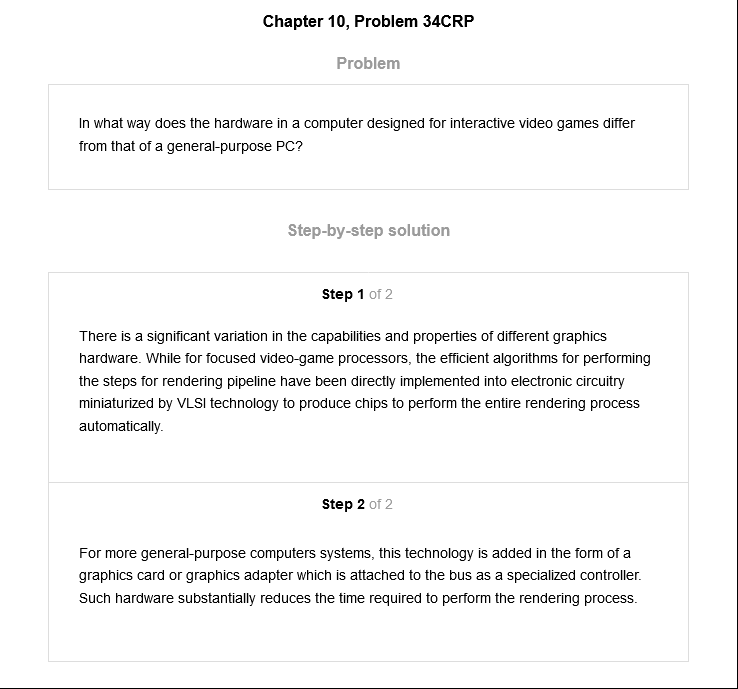 Chapter 10, Problem 34CRP
Problem
In what way does the hardware in a computer designed for interactive video games differ
from that of a general-purpose PC?
Step-by-step solution
Step 1 of 2
There is a significant variation in the capabilities and properties of different graphics
hardware. While for focused video-game processors, the efficient algorithms for performing
the steps for rendering pipeline have been directly implemented into electronic circuitry
miniaturized by VLSI technology to produce chips to perform the entire rendering process
automatically.
Step 2 of 2
For more general-purpose computers systems, this technology is added in the form of a
graphics card or graphics adapter which is attached to the bus as a specialized controller.
Such hardware substantially reduces the time required to perform the rendering process.